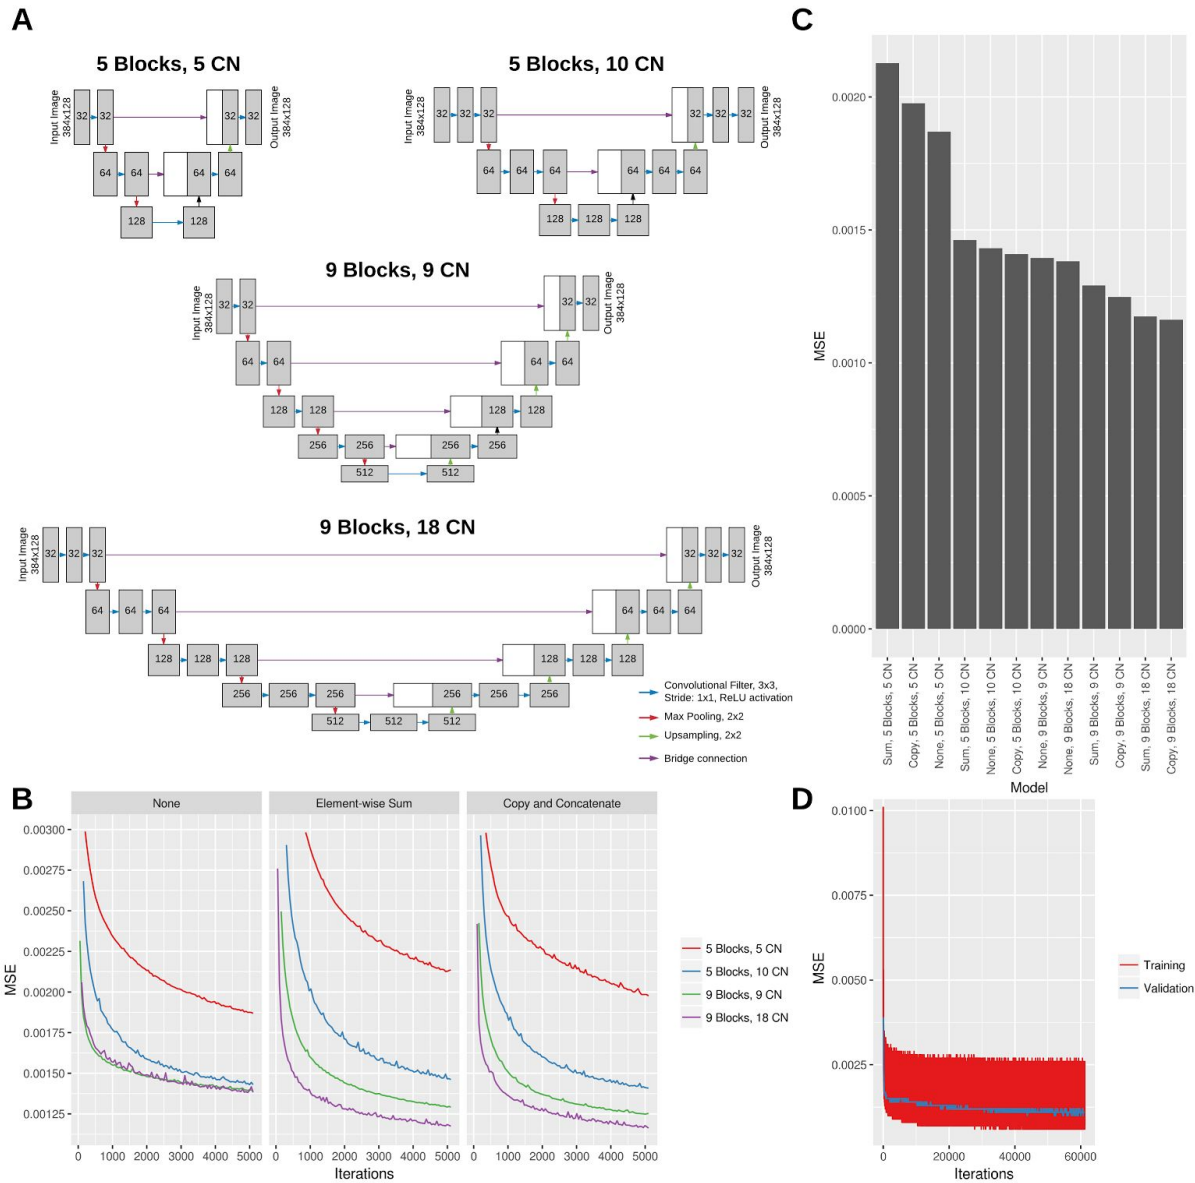 A
5 Blocks, 5 CN
Input Image
384x128
32 32 32 32
Output Image
384x128
64 64 64 64
128 128
5 Blocks, 10 CN
Input Image
384x128
32 32 32 32 32 32
Output Image
384x128
64 64 64 64 64 64
128 128 128
9 Blocks, 9 CN
Input Image
384x128
32 32 32 32
Output Image
384x128
64 64 64 64
128 128 128 128
256 256 256 256
512 512
9 Blocks, 18 CN
Input Image
384x128
32 32 32 32 32 32
Output Image
384x128
64 64 64 64 64 64
128 128 128 128 128 128
256 256 256 256 256 256
512 512 512
Convolutional Filter, 3x3,
Stride: 1x1, ReLU activation
Max Pooling, 2x2
Upsampling, 2x2
Bridge connection
B
None
Element-wise Sum
Copy and Concatenate
MSE
0.00300
0.00275
0.00250
0.00225
0.00200
0.00175
0.00150
0.00125
0 1000 2000 3000 4000 5000
0 1000 2000 3000 4000 5000
0 1000 2000 3000 4000 5000
Iterations
5 Blocks, 5 CN
5 Blocks, 10 CN
9 Blocks, 9 CN
9 Blocks, 18 CN
C
MSE
0.0020
0.0015
0.0010
0.0005
0.0000
Sum, 5 Blocks, 5 CN
Copy, 5 Blocks, 5 CN
None, 5 Blocks, 5 CN
Sum, 5 Blocks, 10 CN
None, 5 Blocks, 10 CN
Copy, 5 Blocks, 10 CN
None, 9 Blocks, 9 CN
None, 9 Blocks, 18 CN
Sum, 9 Blocks, 9 CN
Copy, 9 Blocks, 9 CN
Sum, 9 Blocks, 18 CN
Copy, 9 Blocks, 18 CN
Model
D
MSE
0.0100
0.0075
0.0050
0.0025
0 20000 40000 60000
Iterations
Training
Validation